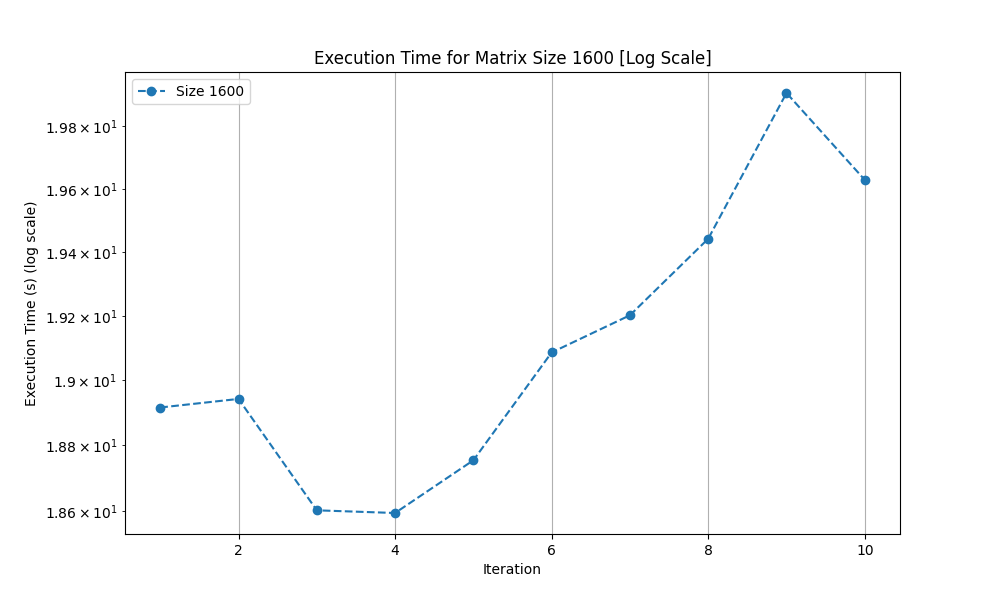 Execution Time for Matrix Size 1600 [Log Scale]
Size 1600
Execution Time (s) (log scale)
1.98 × 10¹
1.96 × 10¹
1.94 × 10¹
1.92 × 10¹
1.9 × 10¹
1.88 × 10¹
1.86 × 10¹
2 4 6 8 10
Iteration